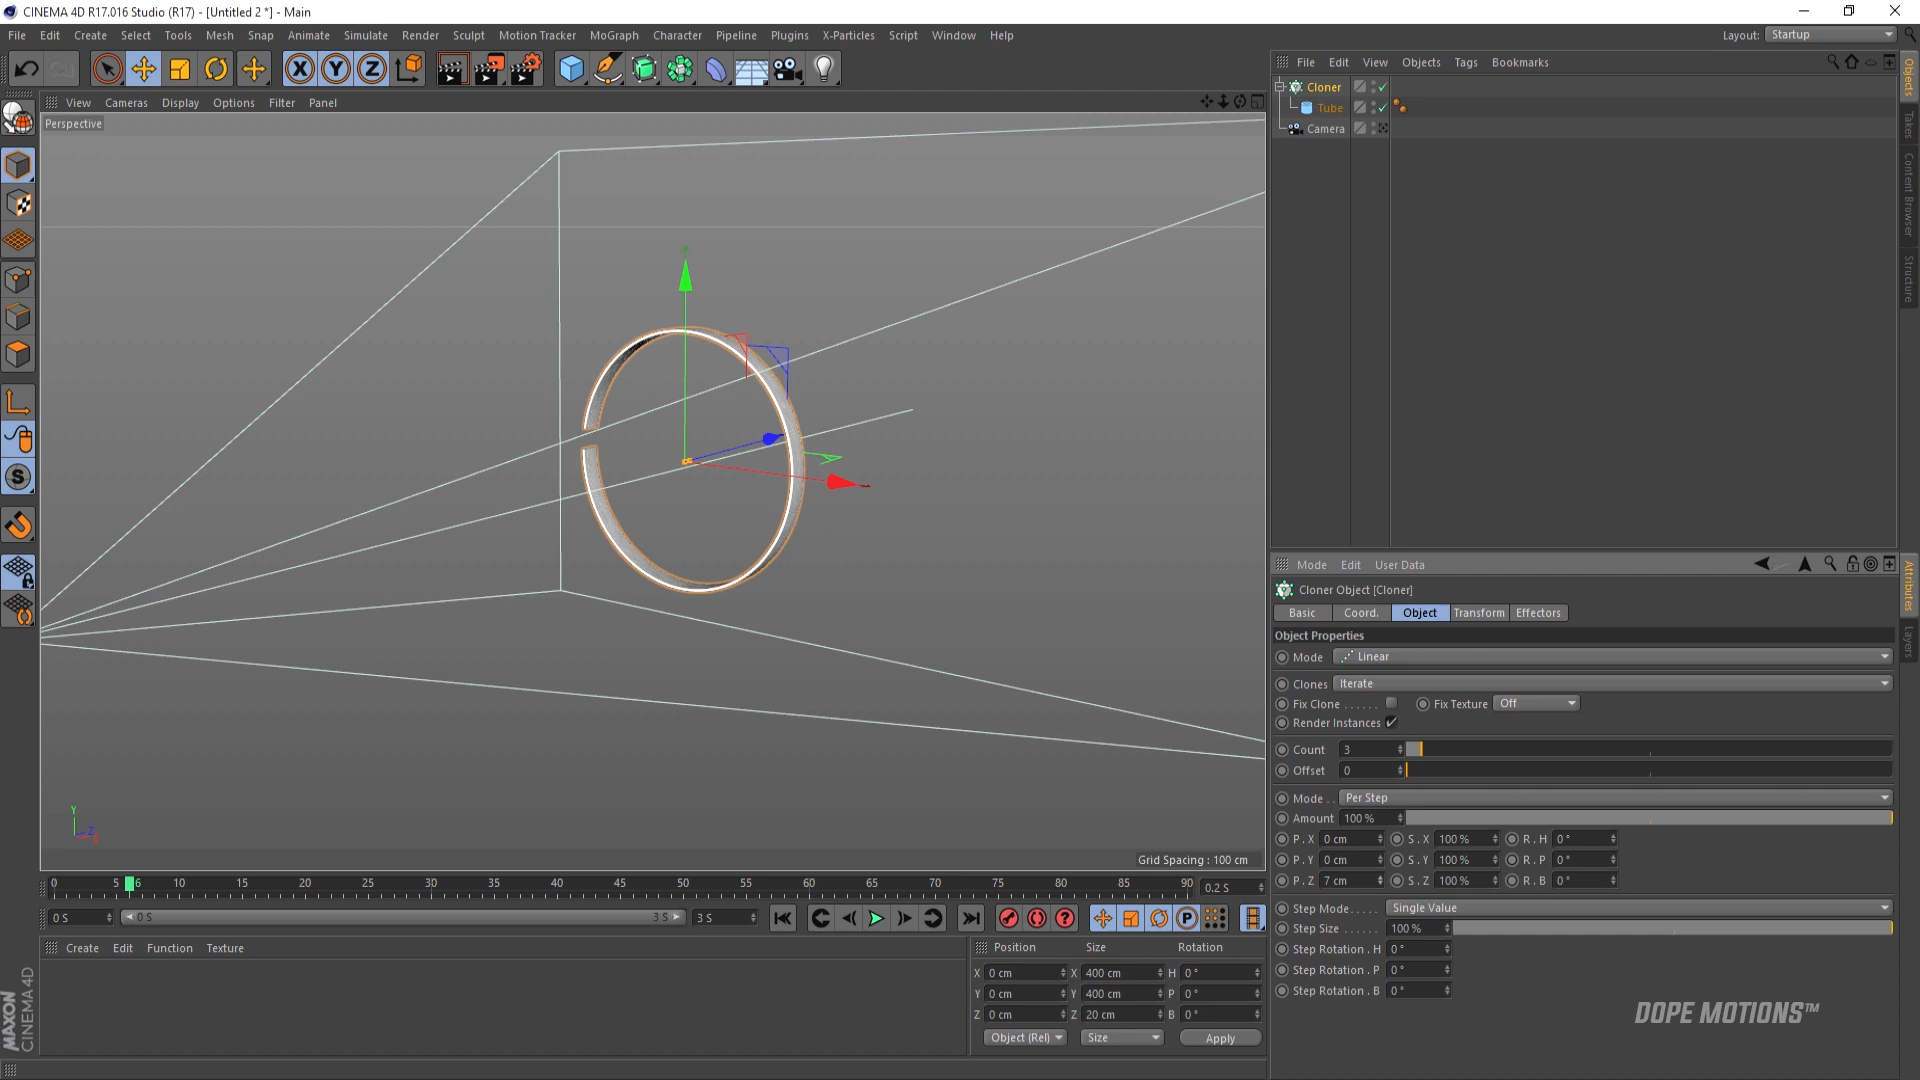 CINEMA 4D R17.016 Studio (R17) - [Untitled 2 *] - Main
File Edit Create Select Tools Mesh Snap Animate Simulate Render Sculpt Motion Tracker MoGraph Character Pipeline Plugins X-Particles Script Window Help
Layout: Startup
X Y Z
File Edit View Objects Tags Bookmarks
View Cameras Display Options Filter Panel
Perspective
Cloner
Tube
Camera
Objects
Takes
Content Browser
Structure
Mode Edit User Data
Cloner Object [Cloner]
Basic Coord. Object Transform Effectors
Object Properties
Mode Linear
Clones Iterate
Fix Clone . . . . . . Fix Texture Off
Render Instances
Count 3
Offset 0
Mode . . Per Step
Amount 100 %
P . X 0 cm S . X 100 % R . H 0 °
P . Y 0 cm S . Y 100 % R . P 0 °
P . Z 7 cm S . Z 100 % R . B 0 °
Step Mode. . . . . Single Value
Step Size . . . . . . 100 %
Step Rotation . H 0 °
Step Rotation . P 0 °
Step Rotation . B 0 °
Attributes
Layers
Y
Z
Grid Spacing : 100 cm
0 5 6 10 15 20 25 30 35 40 45 50 55 60 65 70 75 80 85 90 0.2 S
0 S 0 S 3 S 3 S
Create Edit Function Texture
Position Size Rotation
X 0 cm X 400 cm H 0 °
Y 0 cm Y 400 cm P 0 °
Z 0 cm Z 20 cm B 0 °
Object (Rel) Size Apply
MAXON
CINEMA 4D
DOPE MOTIONS™